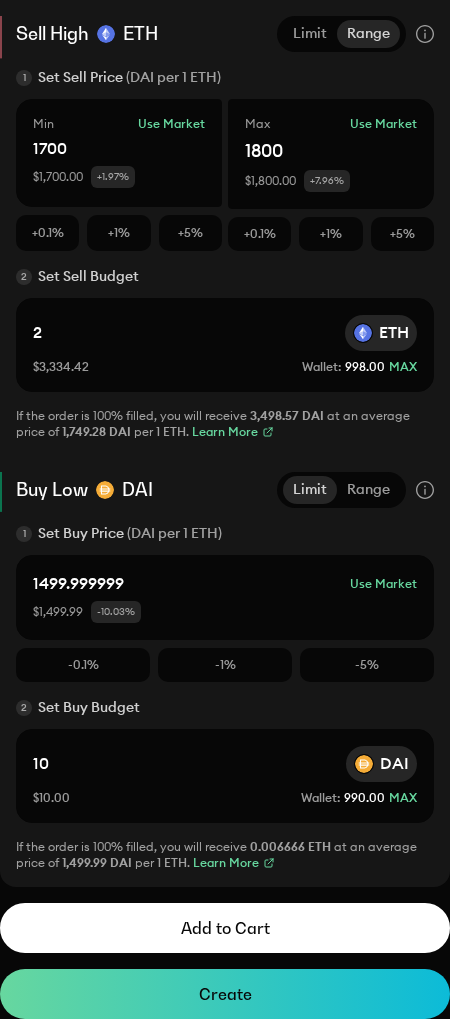 Sell High ETH Limit Range
1 Set Sell Price (DAI per 1 ETH)
Min Use Market
1700
$1,700.00 +1.97%
Max Use Market
1800
$1,800.00 +7.96%
+0.1% +1% +5% +0.1% +1% +5%
2 Set Sell Budget
2 ETH
$3,334.42 Wallet: 998.00 MAX
If the order is 100% filled, you will receive 3,498.57 DAI at an average
price of 1,749.28 DAI per 1 ETH. Learn More
Buy Low DAI Limit Range
1 Set Buy Price (DAI per 1 ETH)
1499.999999 Use Market
$1,499.99 -10.03%
-0.1% -1% -5%
2 Set Buy Budget
10 DAI
$10.00 Wallet: 990.00 MAX
If the order is 100% filled, you will receive 0.006666 ETH at an average
price of 1,499.99 DAI per 1 ETH. Learn More
Add to Cart
Create